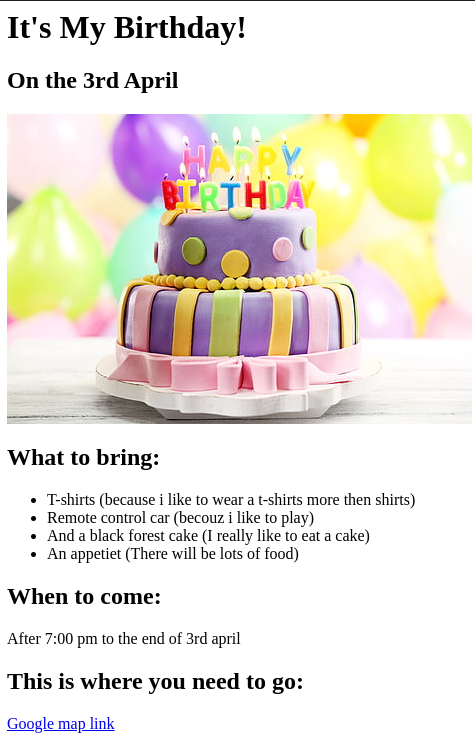 It's My Birthday!
On the 3rd April
HAPPY
BIRTHDAY
What to bring:
T-shirts (because i like to wear a t-shirts more then shirts)
Remote control car (becouz i like to play)
And a black forest cake (I really like to eat a cake)
An appetiet (There will be lots of food)
When to come:
After 7:00 pm to the end of 3rd april
This is where you need to go:
Google map link